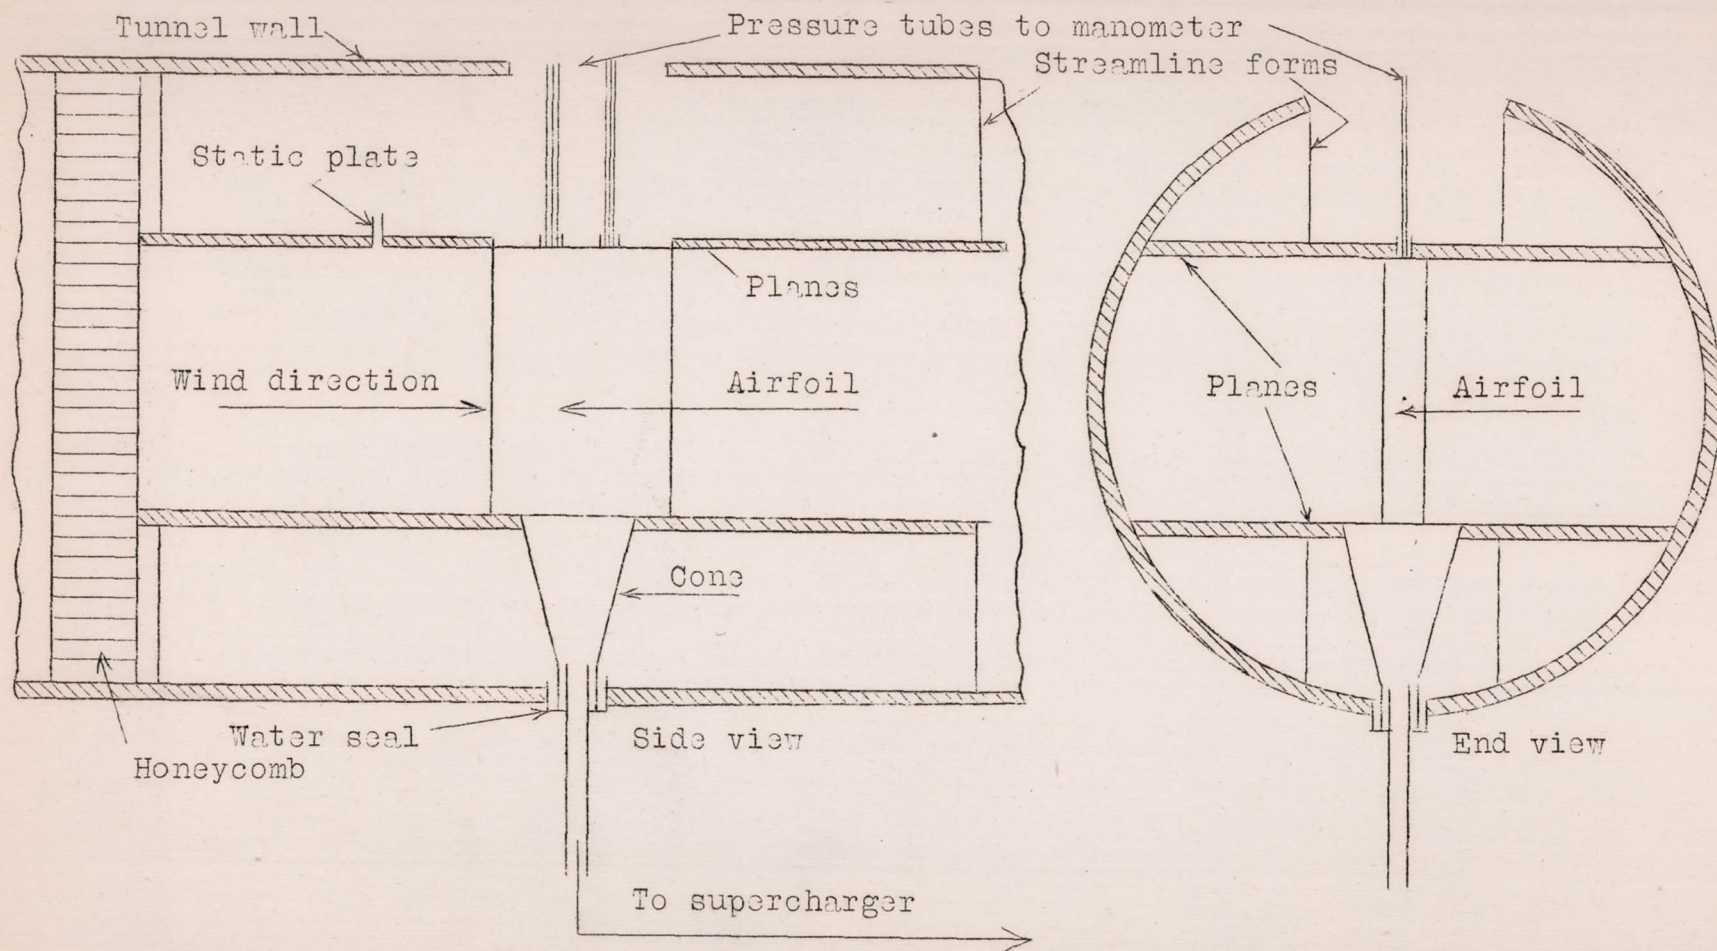 Tunnel wall
Pressure tubes to manometer
Streamline forms
Static plate
Planes
Wind direction
Airfoil
Planes
Airfoil
Cone
Water seal
Side view
End view
Honeycomb
To supercharger